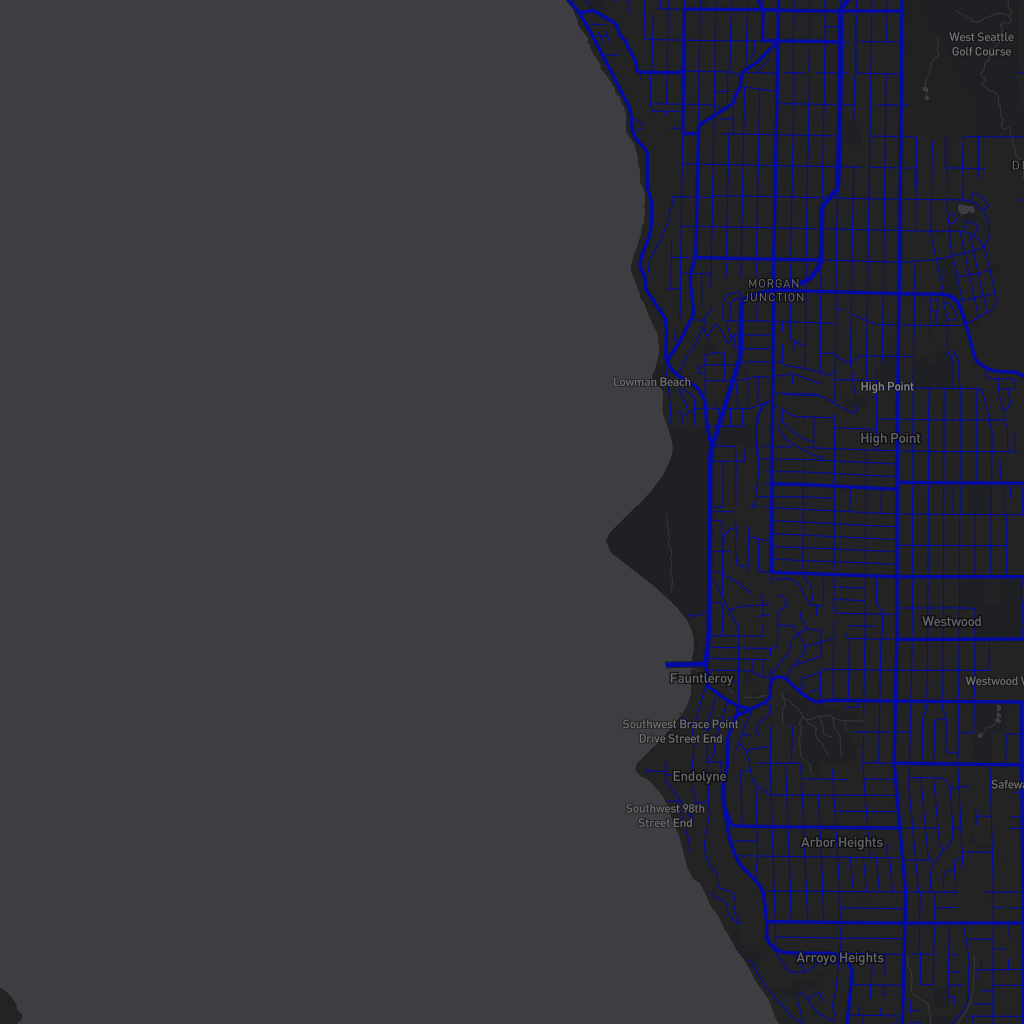 West Seattle
Golf Course
D
MORGAN
JUNCTION
Lowman Beach
High Point
High Point
Westwood
Fauntleroy
Westwood V
Southwest Brace Point
Drive Street End
Endolyne
Safewa
Southwest 98th
Street End
Arbor Heights
Arroyo Heights